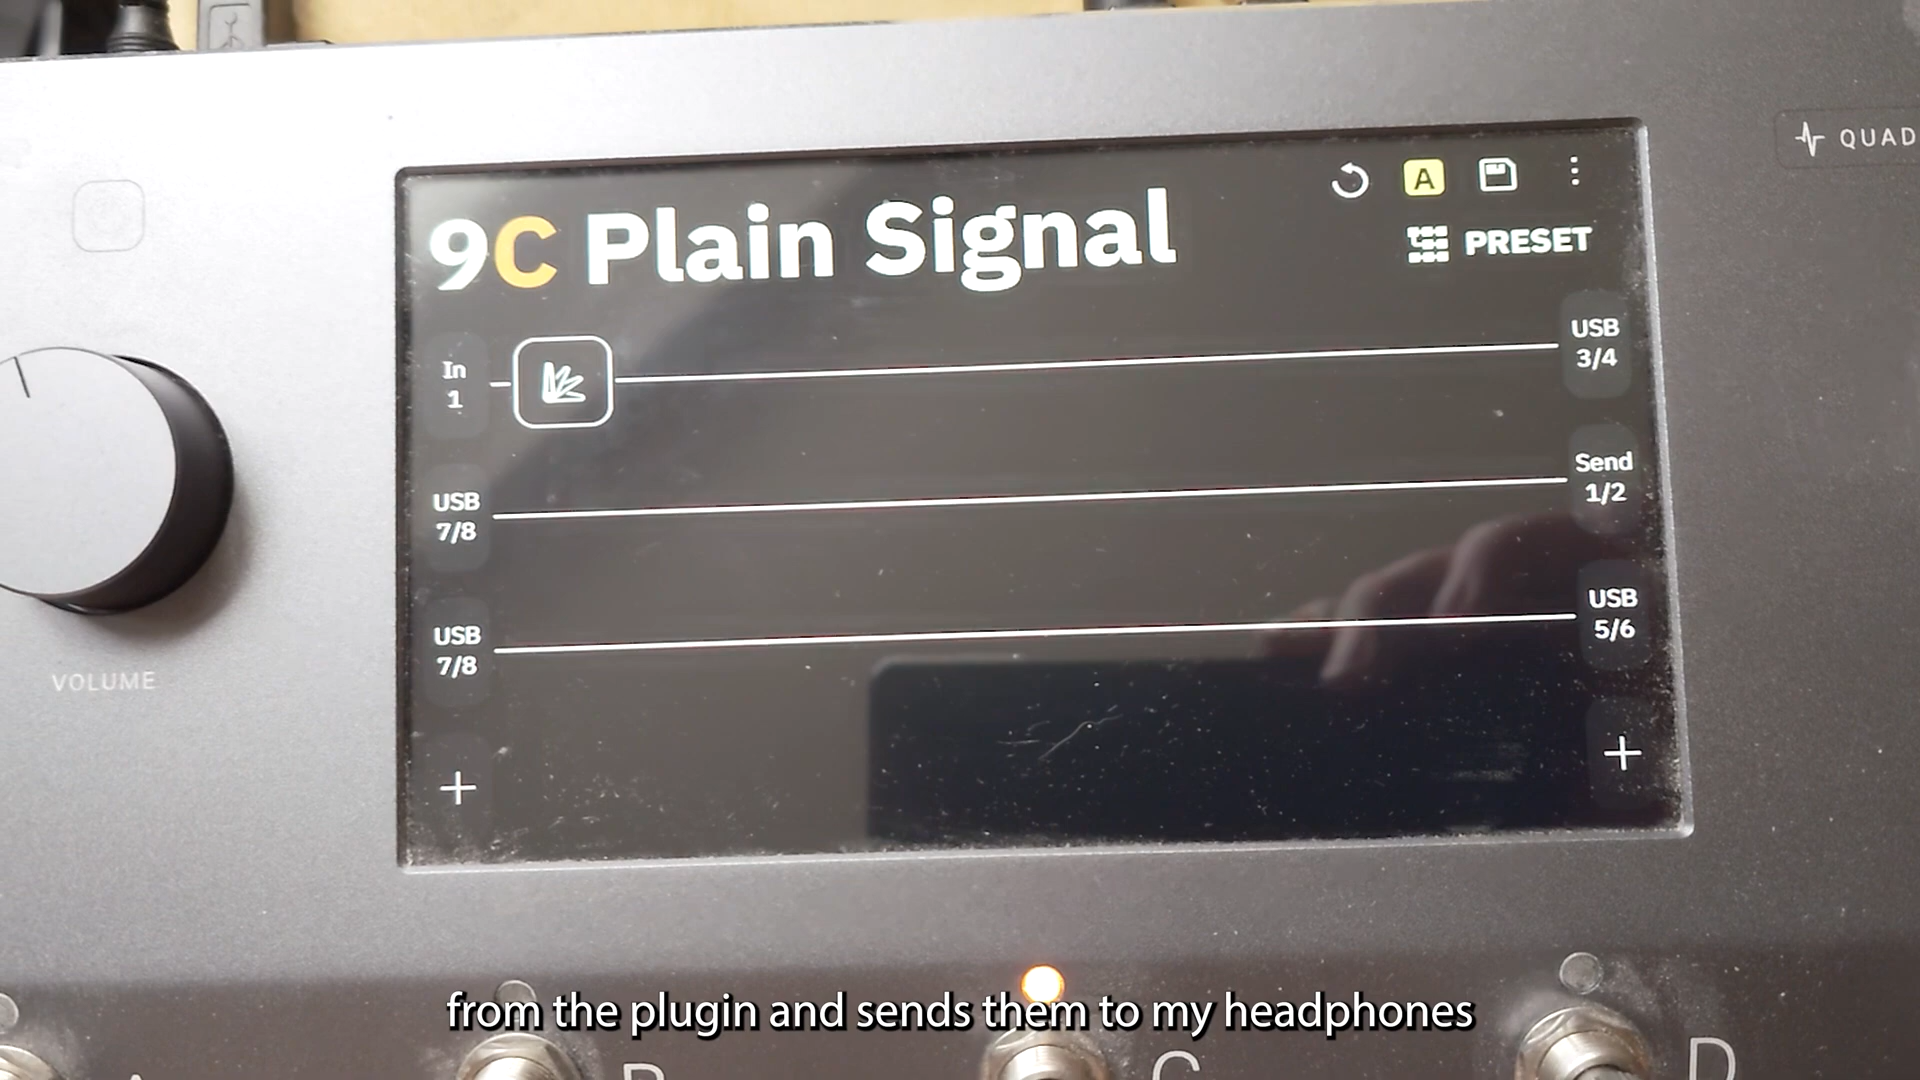 QUAD
A
9C Plain Signal
PRESET
In
1
USB
3/4
USB
7/8
Send
1/2
USB
7/8
USB
5/6
VOLUME
from the plugin and sends them to my headphones
C
D